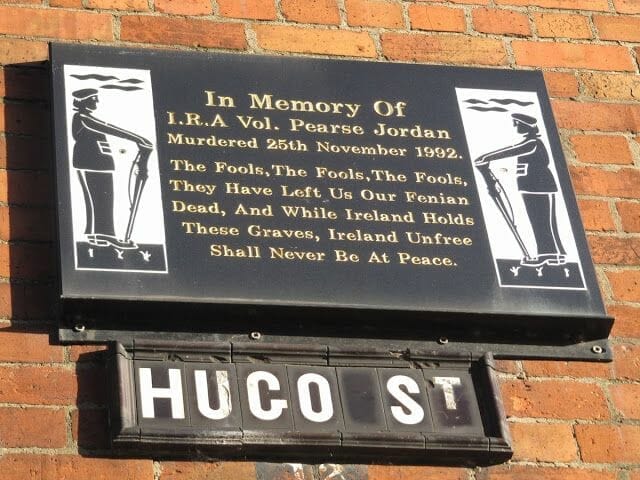 In Memory Of
I.R.A Vol. Pearse Jordan
Murdered 25th November 1992.
The Fools,The Fools,The Fools,
They Have Left Us Our Fenian
Dead, And While Ireland Holds
These Graves, Ireland Unfree
Shall Never Be At Peace.
HUGO ST